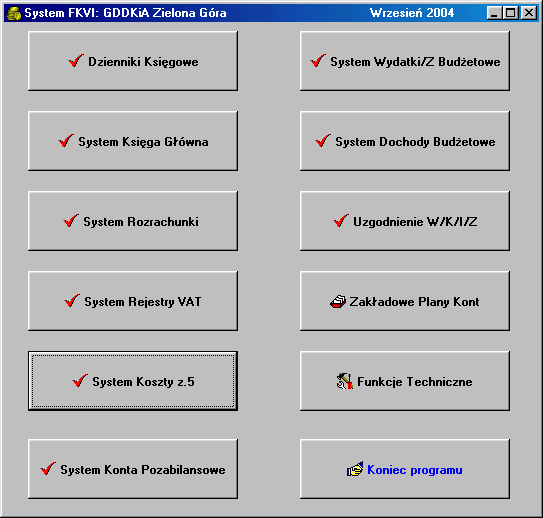 System FKVI: GDDKiA Zielona Góra Wrzesień 2004
Dzienniki Księgowe
System Wydatki/Z Budżetowe
System Księga Główna
System Dochody Budżetowe
System Rozrachunki
Uzgodnienie W/K/I/Z
System Rejestry VAT
Zakładowe Plany Kont
System Koszty z.5
Funkcje Techniczne
System Konta Pozabilansowe
Koniec programu